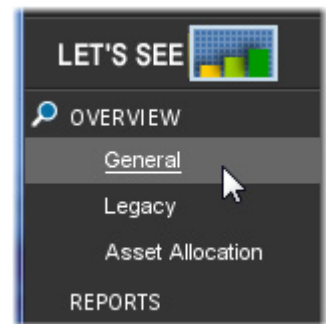 LET'S SEE
OVERVIEW
General
Legacy
Asset Allocation
REPORTS